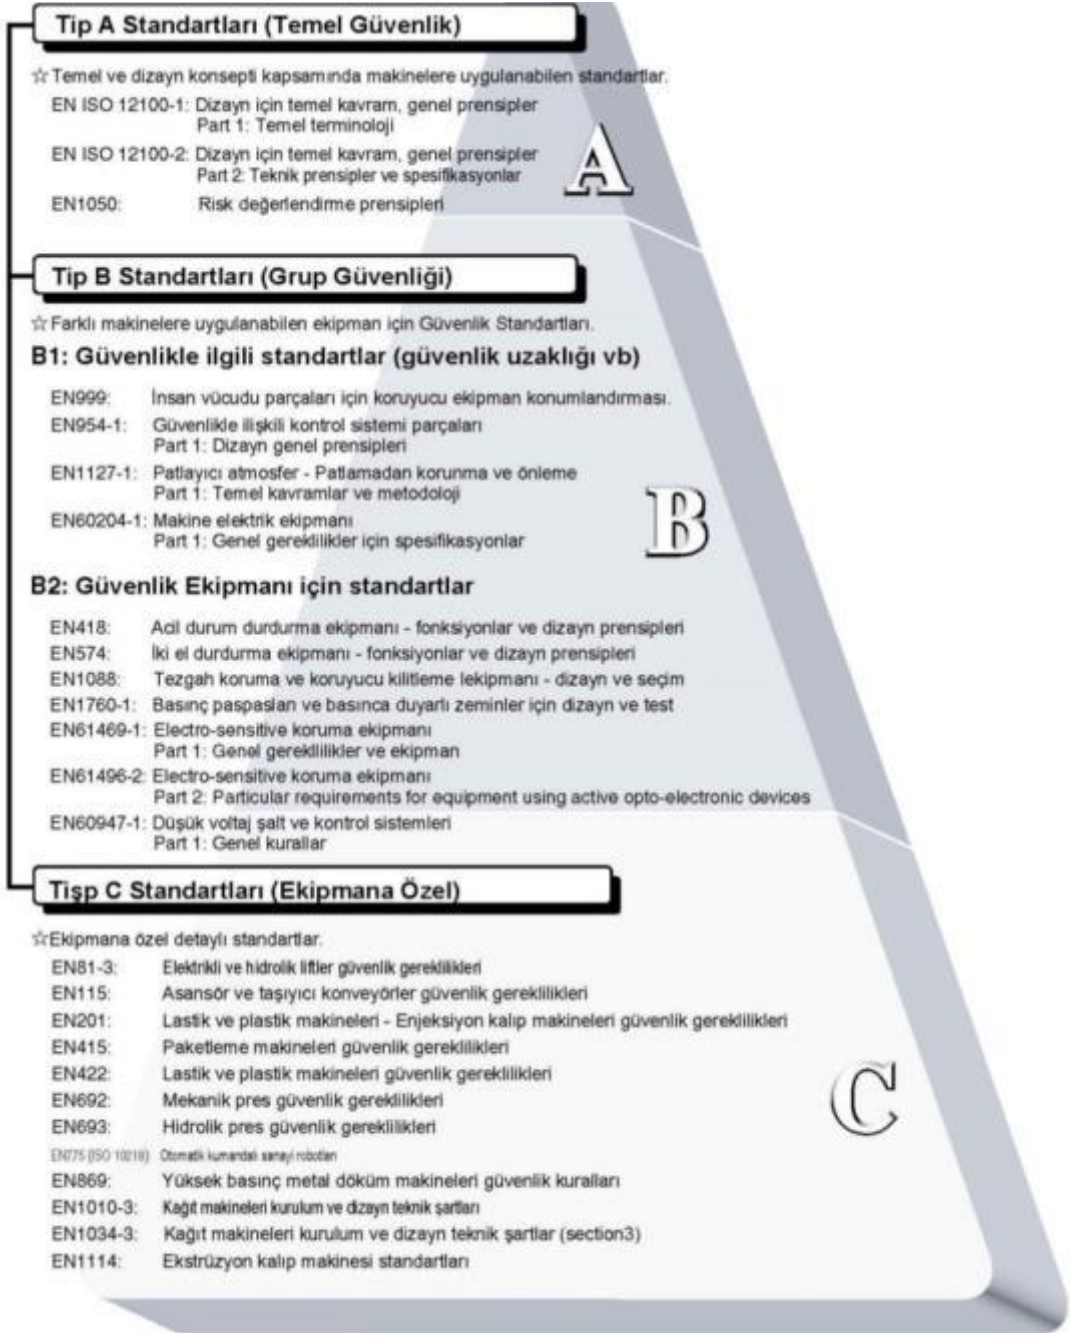 Tip A Standartları (Temel Güvenlik)
☆Temel ve dizayn konsepti kapsamında makinelere uygulanabilen standartlar.
EN ISO 12100-1: Dizayn için temel kavram, genel prensipler
Part 1: Temel terminoloji
EN ISO 12100-2: Dizayn için temel kavram, genel prensipler
Part 2: Teknik prensipler ve spesifikasyonlar
EN1050: Risk değerlendirme prensipleri
A
Tip B Standartları (Grup Güvenliği)
☆Farklı makinelere uygulanabilen ekipman için Güvenlik Standartları.
B1: Güvenlikle ilgili standartlar (güvenlik uzaklığı vb)
EN999: İnsan vücudu parçaları için koruyucu ekipman konumlandırması.
EN954-1: Güvenlikle ilişkili kontrol sistemi parçaları
Part 1: Dizayn genel prensipleri
EN1127-1: Patlayıcı atmosfer - Patlamadan korunma ve önleme
Part 1: Temel kavramlar ve metodoloji
EN60204-1: Makine elektrik ekipmanı
Part 1: Genel gereklilikler için spesifikasyonlar
B
B2: Güvenlik Ekipmanı için standartlar
EN418: Acil durum durdurma ekipmanı - fonksiyonlar ve dizayn prensipleri
EN574: İki el durdurma ekipmanı - fonksiyonlar ve dizayn prensipleri
EN1088: Tezgah koruma ve koruyucu kilitleme lekipmanı - dizayn ve seçim
EN1760-1: Basınç paspasları ve basınca duyarlı zeminler için dizayn ve test
EN61469-1: Electro-sensitive koruma ekipmanı
Part 1: Genel gerekllilikler ve ekipman
EN61496-2: Electro-sensitive koruma ekipmanı
Part 2: Particular requirements for equipment using active opto-electronic devices
EN60947-1: Düşük voltaj şalt ve kontrol sistemleri
Part 1: Genel kurallar
Tişp C Standartları (Ekipmana Özel)
☆Ekipmana özel detaylı standartlar.
EN81-3: Elektrikli ve hidrolik liftler güvenlik gereklilikleri
EN115: Asansör ve taşıyıcı konveyörler güvenlik gereklilikleri
EN201: Lastik ve plastik makineleri - Enjeksiyon kalıp makineleri güvenlik gereklilikleri
EN415: Paketleme makineleri güvenlik gereklilikleri
EN422: Lastik ve plastik makineleri güvenlik gereklilikleri
EN692: Mekanik pres güvenlik gereklilikleri
EN693: Hidrolik pres güvenlik gereklilikleri
EN775 (ISO 10218) Otomatik kumandalı sanayi robotları
EN869: Yüksek basınç metal döküm makineleri güvenlik kuralları
EN1010-3: Kağıt makineleri kurulum ve dizayn teknik şartları
EN1034-3: Kağıt makineleri kurulum ve dizayn teknik şartlar (section3)
EN1114: Ekstrüzyon kalıp makinesi standartları
C